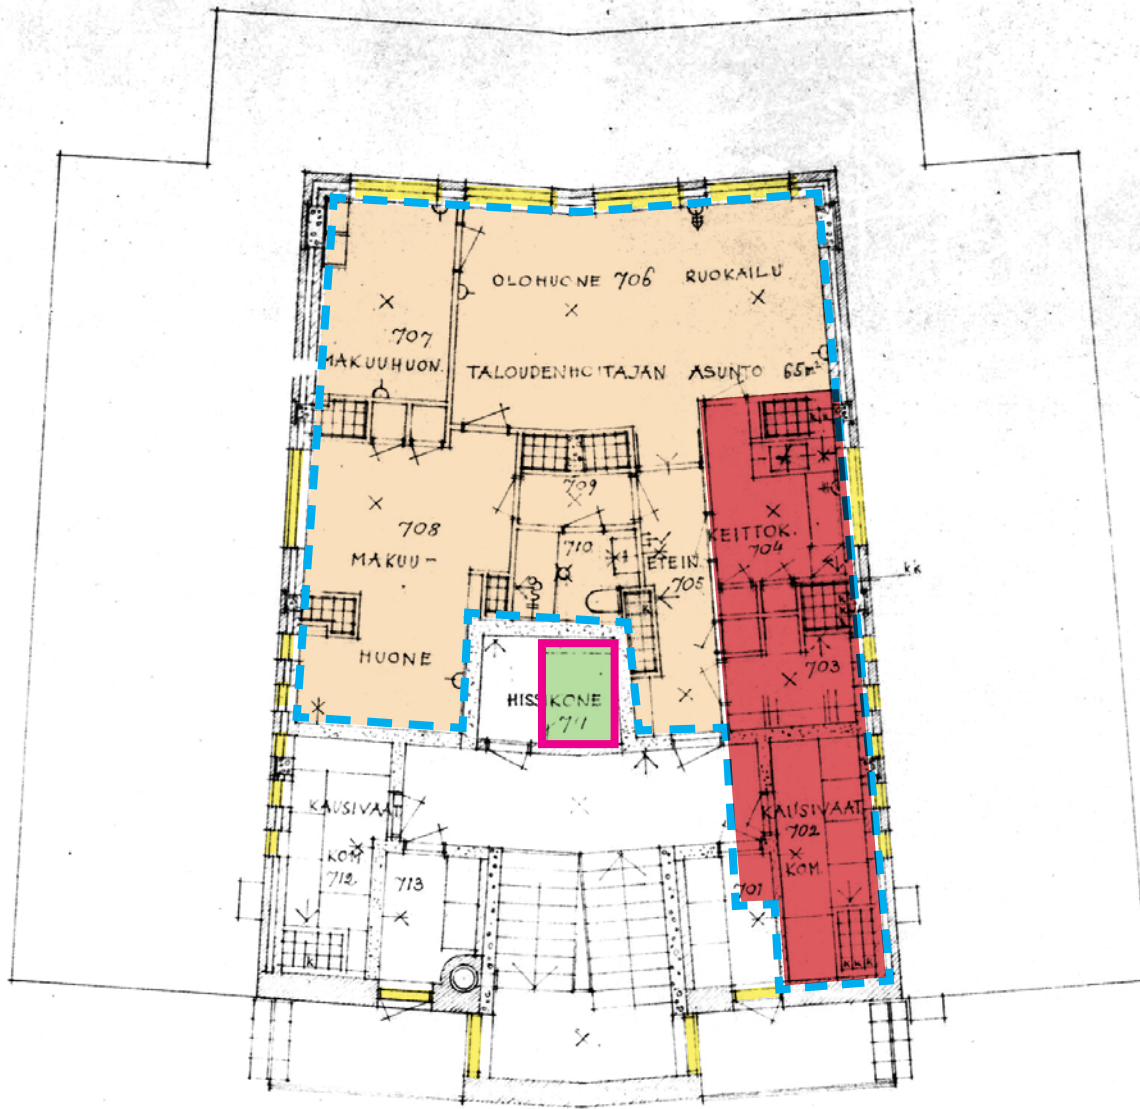 OLOHUONE 706 RUOKAILU
707
MAKUUHUON.
TALOUDENHOITAJAN ASUNTO 65m²
709
708
MAKUU-
HUONE
710
ETEIN.
705
KEITTOK.
704
kk
703
HISSIKONE
711
KAUSIVAAT.
KOM
712
713
KAUSIVAAT.
702
KOM.
701
K
K K K